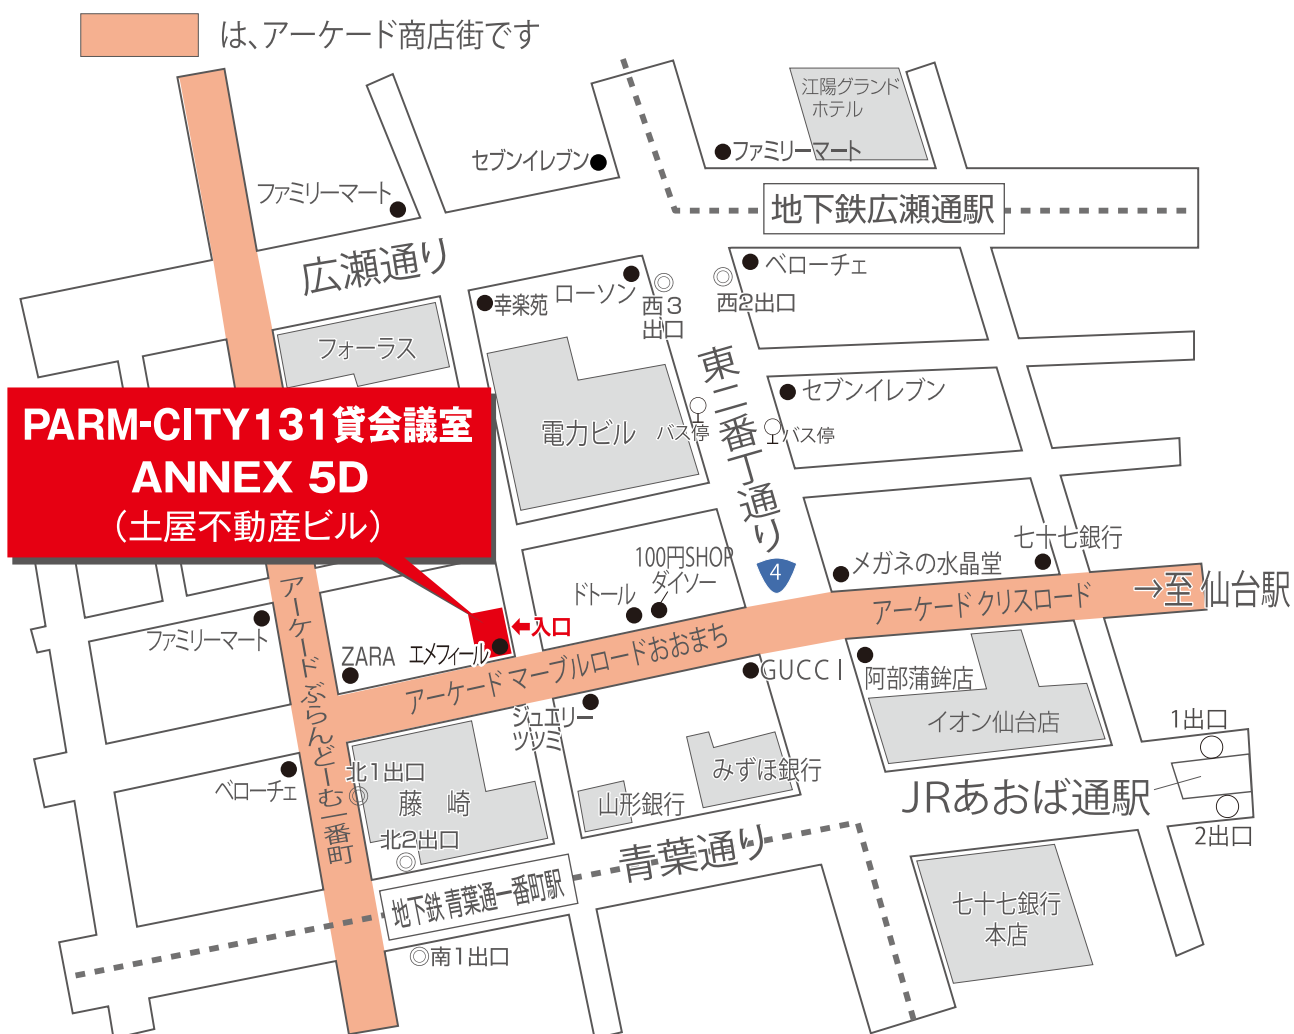 は、アーケード商店街です
江陽グランド
ホテル
セブンイレブン
ファミリーマート
ファミリーマート
地下鉄広瀬通駅
広瀬通り
ベローチェ
ローソン
幸楽苑
西3
出口
西2出口
フォーラス
東二番丁通り
セブンイレブン
PARM-CITY131貸会議室
ANNEX 5D
（土屋不動産ビル）
電力ビル
バス停
バス停
七十七銀行
100円SHOP
ダイソー
メガネの水晶堂
4
ドトール
アーケード クリスロード
→至 仙台駅
ファミリーマート
←入口
ZARA
エメフィール
アーケード マーブルロードおおまち
GUCCI
阿部蒲鉾店
アーケード ぶらんどーむ一番町
ジュエリー
ツツミ
イオン仙台店
1出口
みずほ銀行
北1出口
ベローチェ
藤崎
山形銀行
JRあおば通駅
2出口
北2出口
青葉通り
地下鉄 青葉通一番町駅
七十七銀行
本店
南1出口